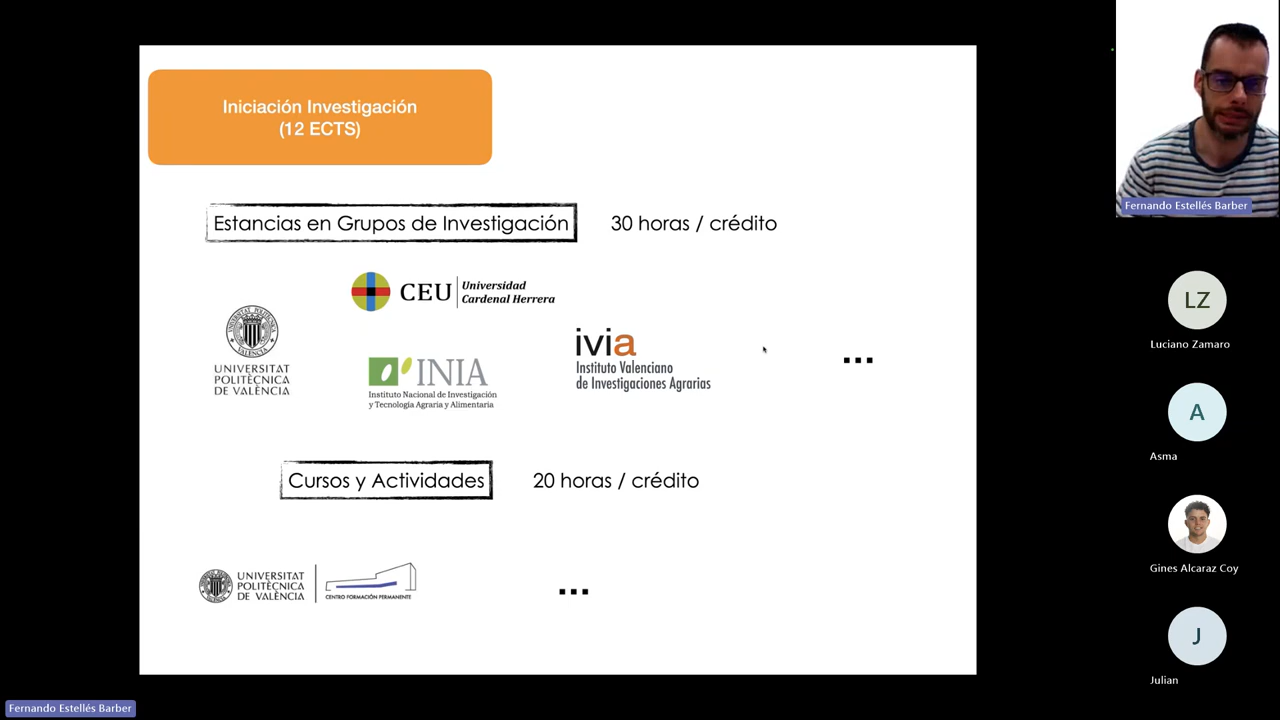 Iniciación Investigación
(12 ECTS)
Estancias en Grupos de Investigación
30 horas / crédito
CEU
Universidad
Cardenal Herrera
UNIVERSITAT
POLITÈCNICA
DE VALÈNCIA
INIA
Instituto Nacional de Investigación
y Tecnología Agraria y Alimentaria
ivia
Instituto Valenciano
de Investigaciones Agrarias
...
Cursos y Actividades
20 horas / crédito
UNIVERSITAT
POLITÈCNICA
DE VALÈNCIA
CENTRO FORMACIÓN PERMANENTE
...
Fernando Estellés Barber
LZ
Luciano Zamaro
A
Asma
Gines Alcaraz Coy
J
Julian
Fernando Estellés Barber